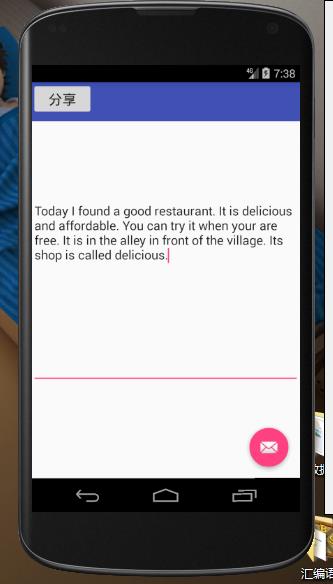 4G 7:38
分享
Today I found a good restaurant. It is delicious
and affordable. You can try it when your are
free. It is in the alley in front of the village. Its
shop is called delicious.
汇编语